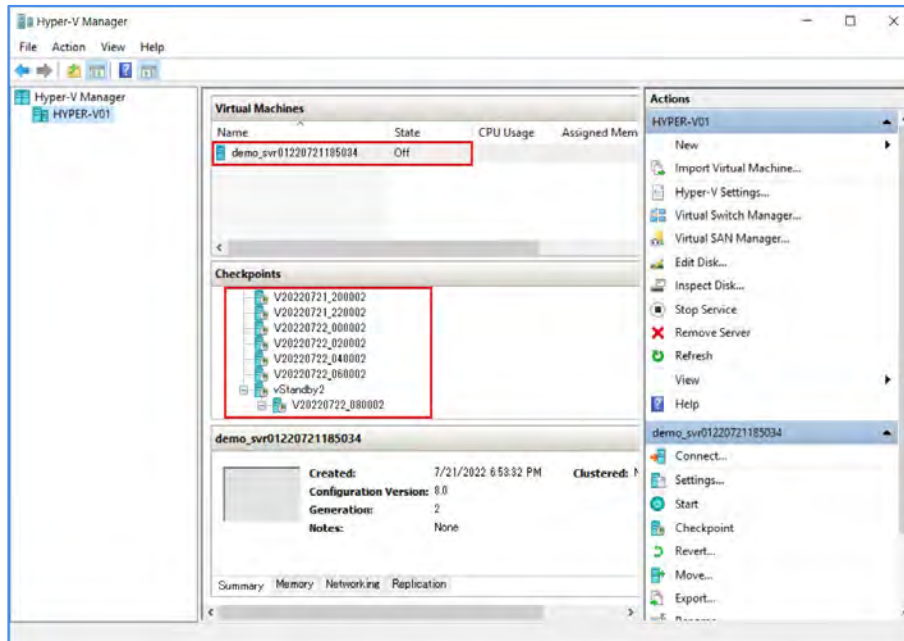 Hyper-V Manager
File Action View Help
Hyper-V Manager
HYPER-V01
Virtual Machines
Name State CPU Usage Assigned Mem
demo_svr01220721185034 Off
Checkpoints
V20220721_200002
V20220721_220002
V20220722_000002
V20220722_020002
V20220722_040002
V20220722_060002
vStandby2
V20220722_080002
demo_svr01220721185034
Created: 7/21/2022 6:53:32 PM Clustered: N
Configuration Version: 8.0
Generation: 2
Notes: None
Summary Memory Networking Replication
Actions
HYPER-V01
New
Import Virtual Machine...
Hyper-V Settings...
Virtual Switch Manager...
Virtual SAN Manager...
Edit Disk...
Inspect Disk...
Stop Service
Remove Server
Refresh
View
Help
demo_svr01220721185034
Connect...
Settings...
Start
Checkpoint
Revert...
Move...
Export...